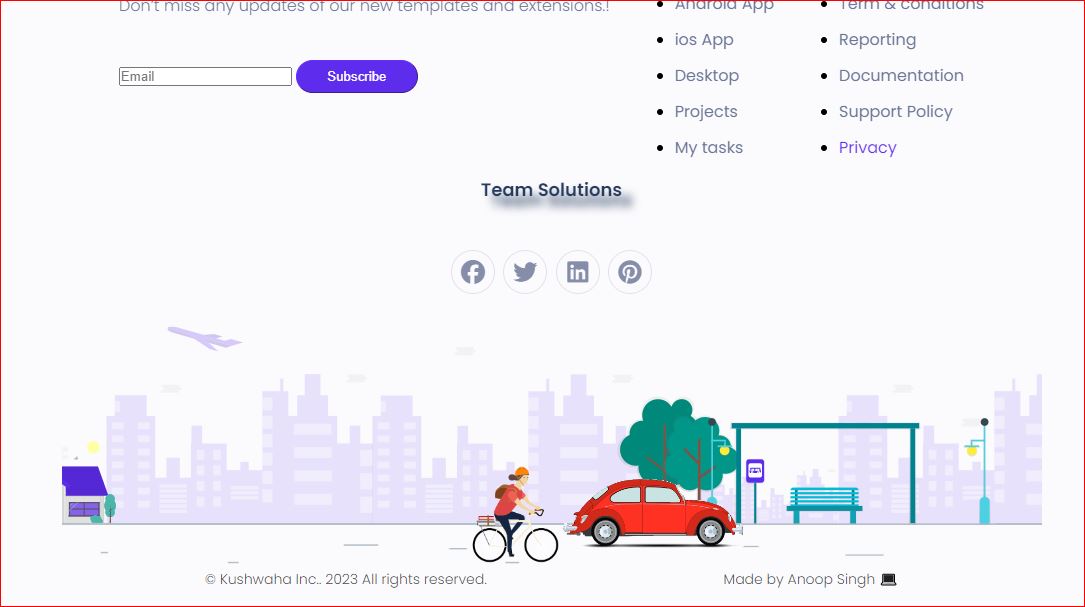 Don't miss any updates of our new templates and extensions.!
Email
Subscribe
Android App
ios App
Desktop
Projects
My tasks
Term & conditions
Reporting
Documentation
Support Policy
Privacy
Team Solutions
© Kushwaha Inc.. 2023 All rights reserved.
Made by Anoop Singh 💻